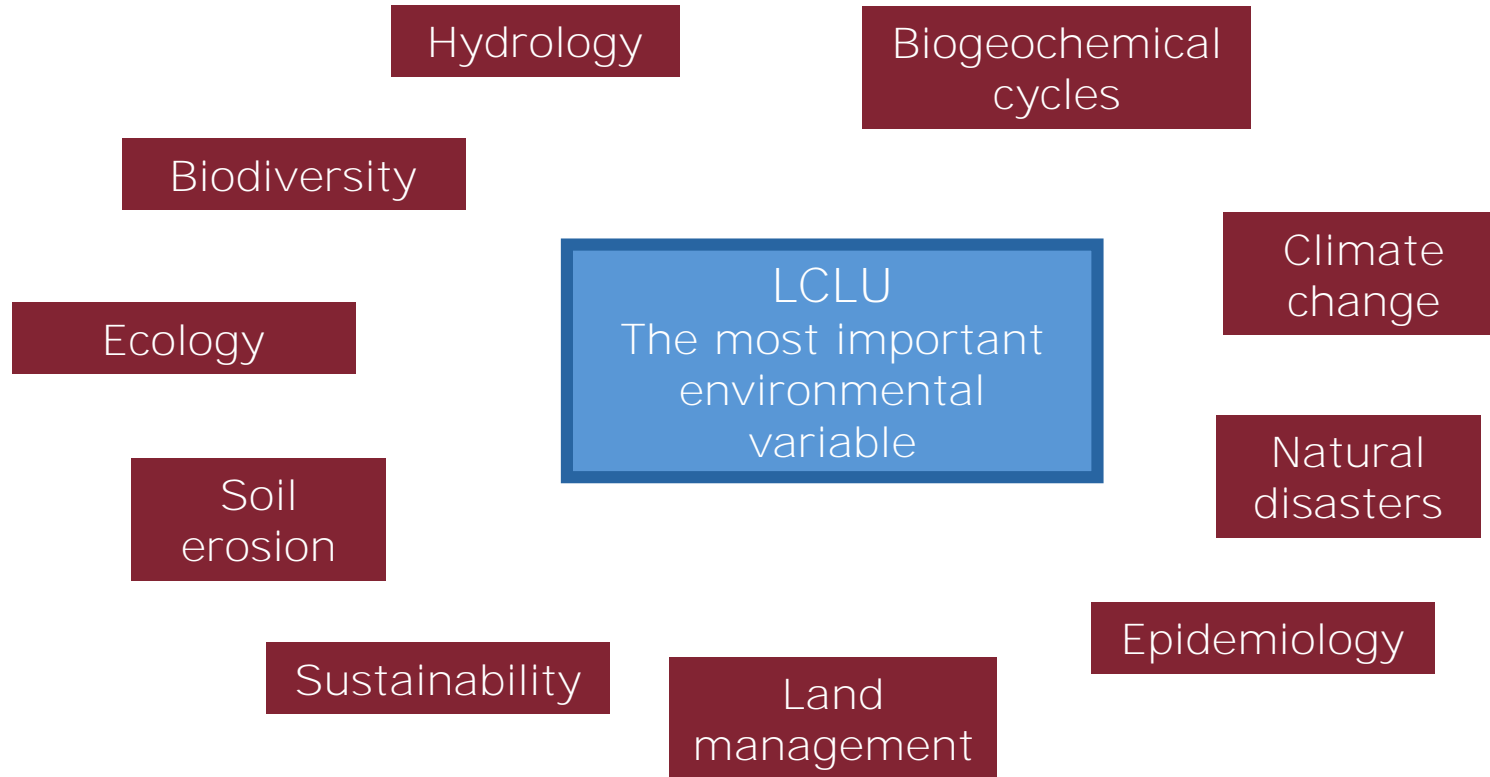 Hydrology
Biogeochemical
cycles
Biodiversity
Climate
change
LCLU
The most important
environmental
variable
Ecology
Natural
disasters
Soil
erosion
Epidemiology
Sustainability
Land
management